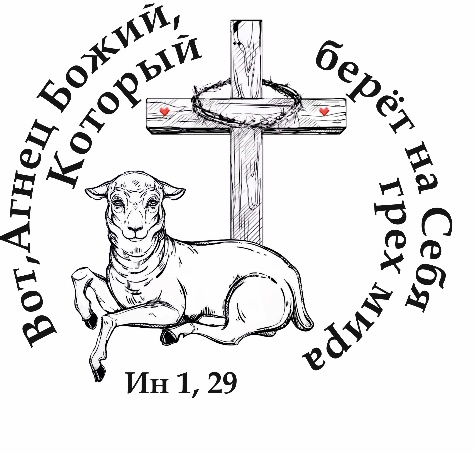 Вот,Агнец Божий,
Который
берёт на Себя
грех мира
Ин 1, 29